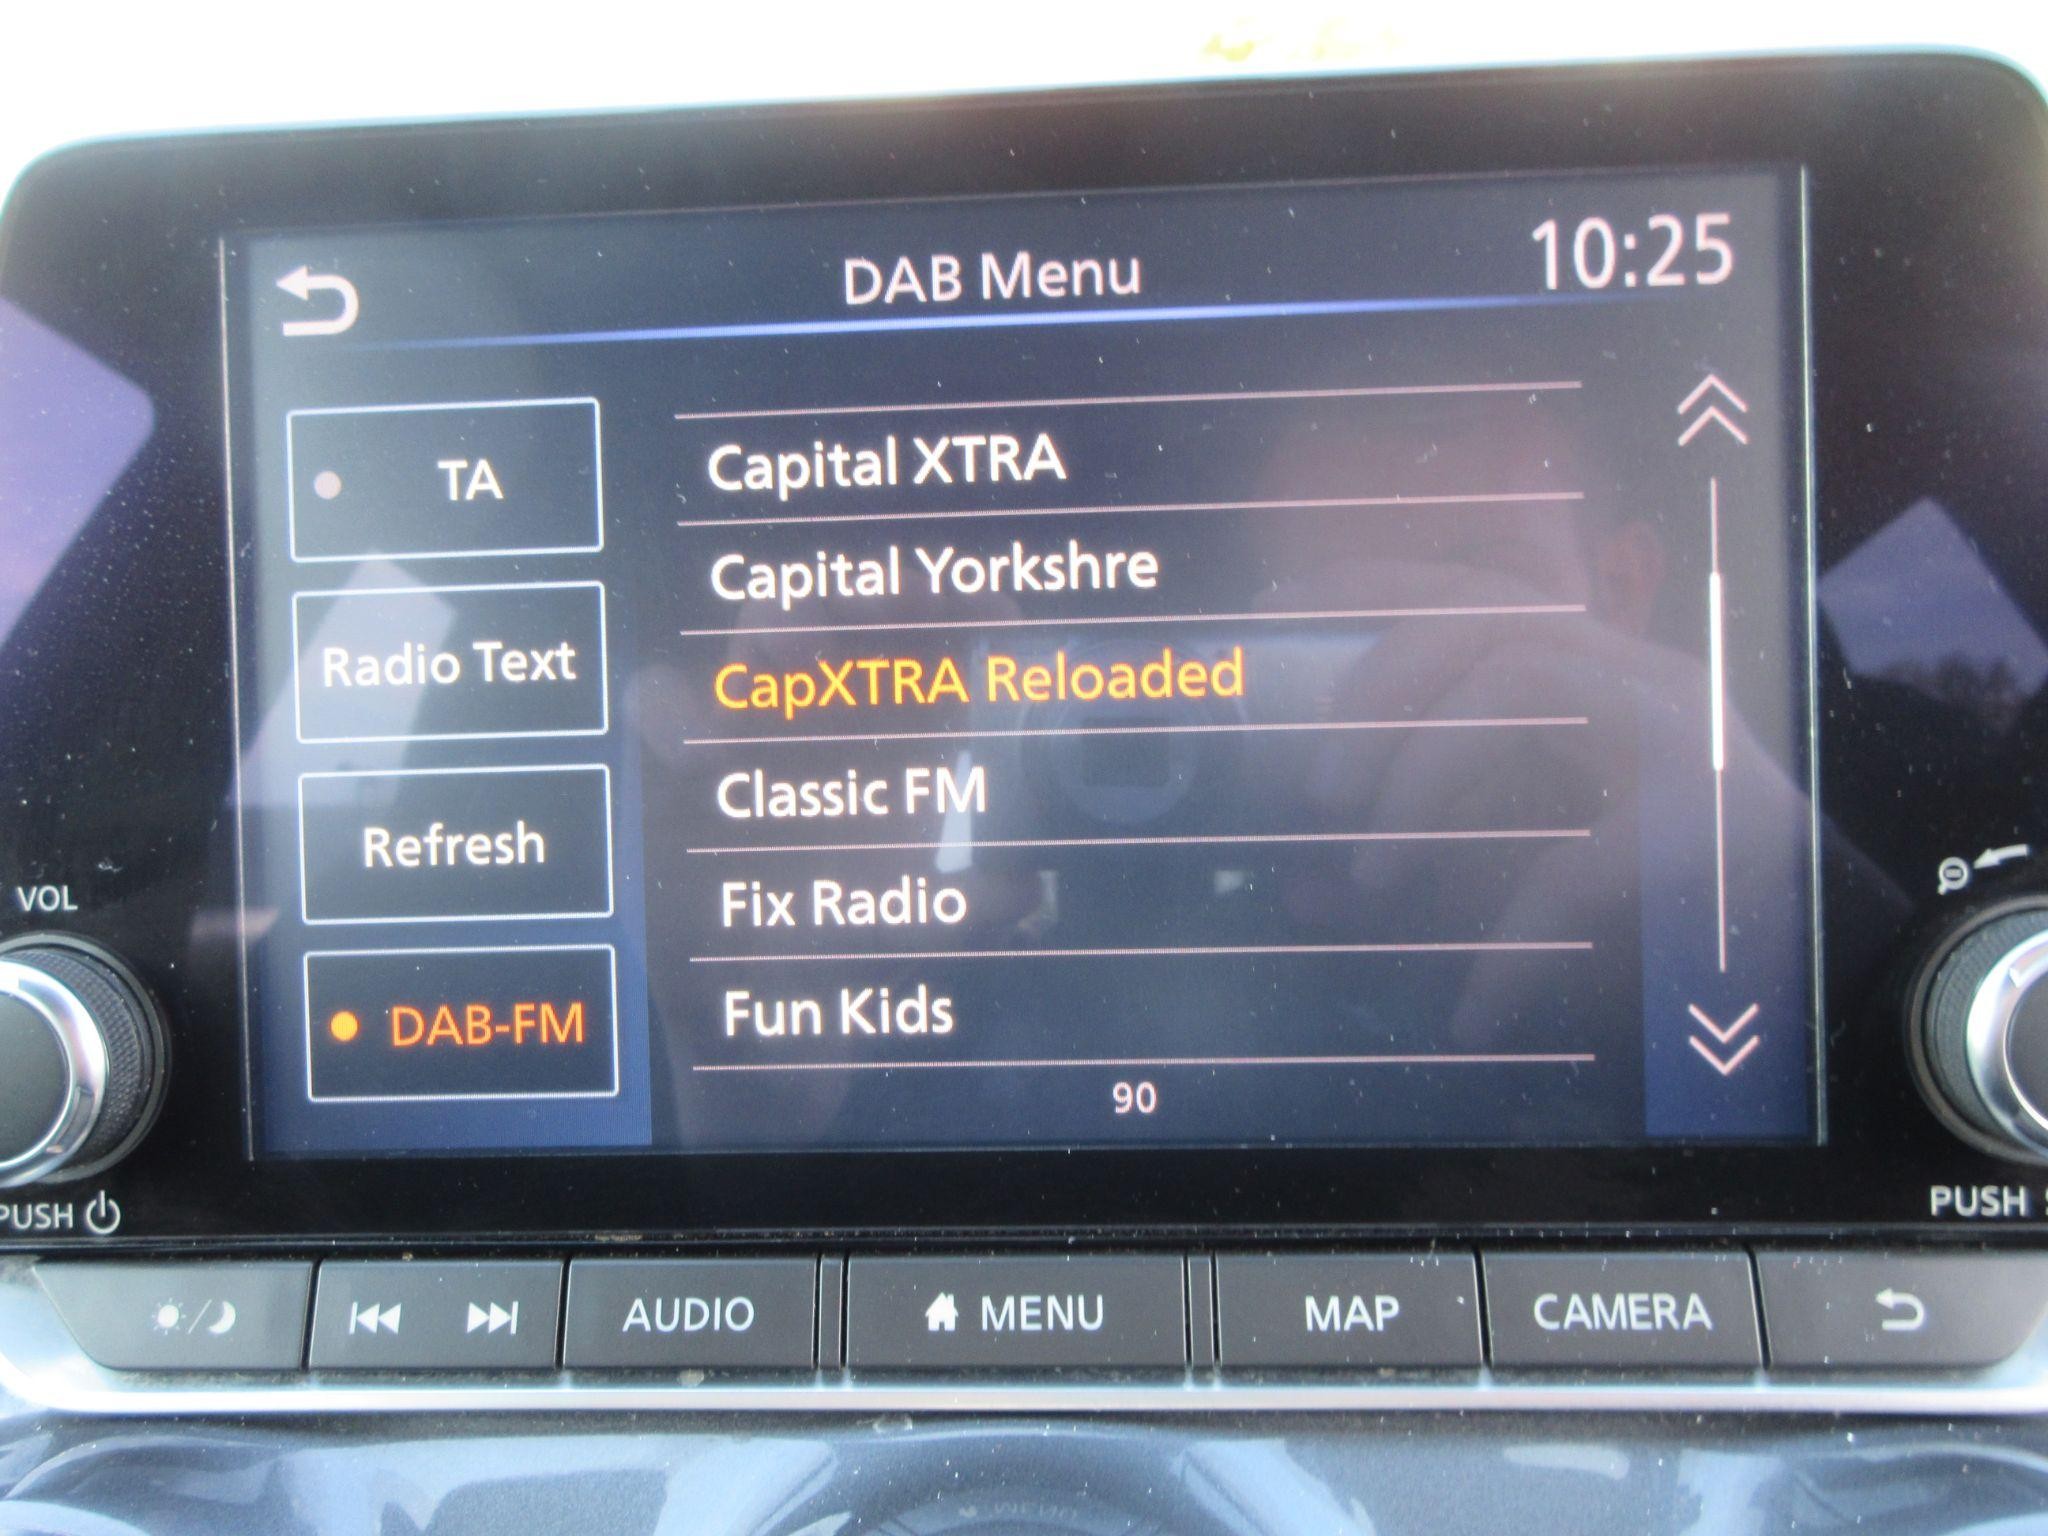 DAB Menu
10:25
TA
Radio Text
Refresh
DAB-FM
Capital XTRA
Capital Yorkshre
CapXTRA Reloaded
Classic FM
Fix Radio
Fun Kids
90
VOL
PUSH
PUSH
AUDIO
MENU
MAP
CAMERA